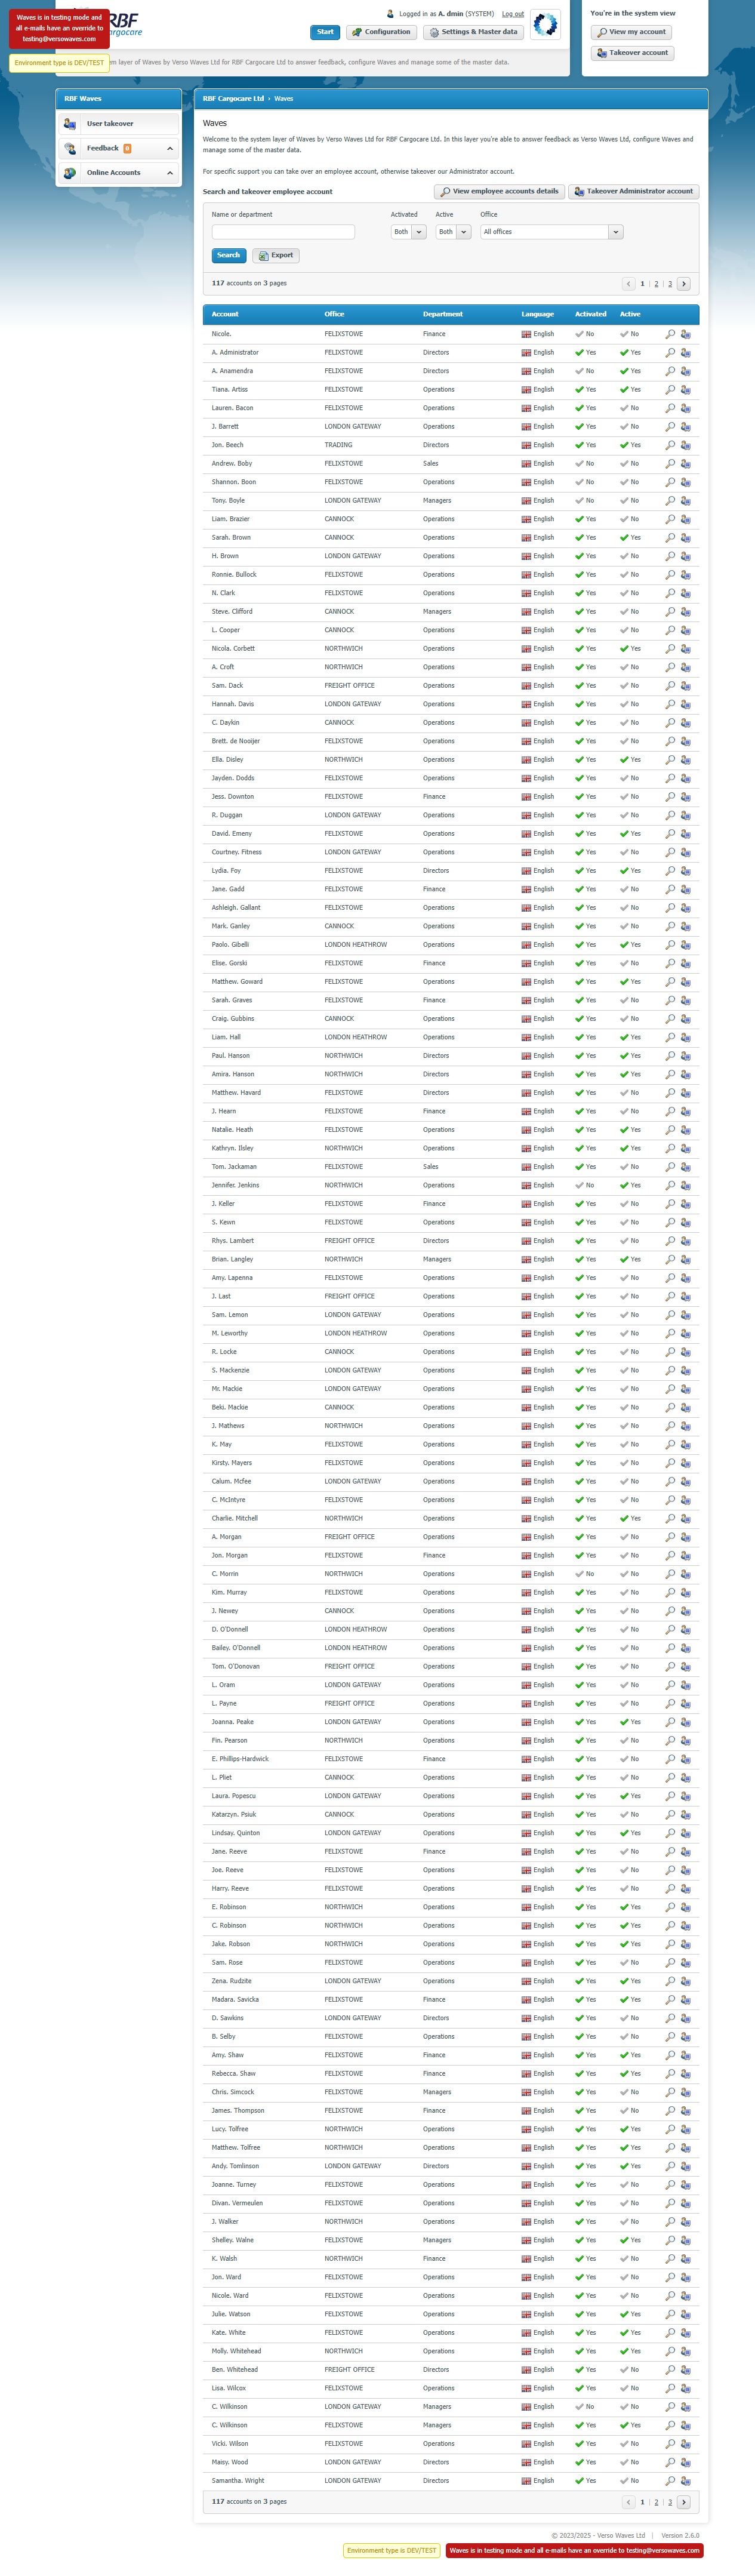 Waves is in testing mode and
all e-mails have an override to
testing@versowaves.com
Environment type is DEV/TEST
RBF
Cargocare
Logged in as A. dmin (SYSTEM) Log out
Start Configuration Settings & Master data
You're in the system view
View my account
Takeover account
em layer of Waves by Verso Waves Ltd for RBF Cargocare Ltd to answer feedback, configure Waves and manage some of the master data.
RBF Waves
User takeover
Feedback
Online Accounts
RBF Cargocare Ltd › Waves
Waves
Welcome to the system layer of Waves by Verso Waves Ltd for RBF Cargocare Ltd. In this layer you're able to answer feedback as Verso Waves Ltd, configure Waves and
manage some of the master data.
For specific support you can take over an employee account, otherwise takeover our Administrator account.
Search and takeover employee account View employee accounts details Takeover Administrator account
Name or department Activated Active Office
Both Both All offices
Search Export
117 accounts on 3 pages 1 | 2 | 3
Account Office Department Language Activated Active
Nicole. FELIXSTOWE Finance English No No
A. Administrator FELIXSTOWE Directors English Yes Yes
A. Anamendra FELIXSTOWE Directors English No Yes
Tiana. Artiss FELIXSTOWE Operations English Yes Yes
Lauren. Bacon FELIXSTOWE Operations English Yes No
J. Barrett LONDON GATEWAY Operations English Yes No
Jon. Beech TRADING Directors English Yes Yes
Andrew. Boby FELIXSTOWE Sales English No No
Shannon. Boon FELIXSTOWE Operations English No No
Tony. Boyle LONDON GATEWAY Managers English No No
Liam. Brazier CANNOCK Operations English Yes No
Sarah. Brown CANNOCK Operations English Yes Yes
H. Brown LONDON GATEWAY Operations English Yes No
Ronnie. Bullock FELIXSTOWE Operations English Yes No
N. Clark FELIXSTOWE Operations English Yes No
Steve. Clifford CANNOCK Managers English Yes No
L. Cooper CANNOCK Operations English Yes No
Nicola. Corbett NORTHWICH Operations English Yes Yes
A. Croft NORTHWICH Operations English Yes No
Sam. Dack FREIGHT OFFICE Operations English Yes No
Hannah. Davis LONDON GATEWAY Operations English Yes No
C. Daykin CANNOCK Operations English Yes No
Brett. de Nooijer FELIXSTOWE Operations English Yes No
Ella. Disley NORTHWICH Operations English Yes Yes
Jayden. Dodds FELIXSTOWE Operations English Yes No
Jess. Downton FELIXSTOWE Finance English Yes No
R. Duggan LONDON GATEWAY Operations English Yes No
David. Emeny FELIXSTOWE Operations English Yes Yes
Courtney. Fitness LONDON GATEWAY Operations English Yes No
Lydia. Foy FELIXSTOWE Directors English Yes Yes
Jane. Gadd FELIXSTOWE Finance English Yes No
Ashleigh. Gallant FELIXSTOWE Operations English Yes No
Mark. Ganley CANNOCK Operations English Yes No
Paolo. Gibelli LONDON HEATHROW Operations English Yes Yes
Elise. Gorski FELIXSTOWE Finance English Yes No
Matthew. Goward FELIXSTOWE Operations English Yes Yes
Sarah. Graves FELIXSTOWE Finance English Yes No
Craig. Gubbins CANNOCK Operations English Yes No
Liam. Hall LONDON HEATHROW Operations English Yes Yes
Paul. Hanson NORTHWICH Directors English Yes Yes
Amira. Hanson NORTHWICH Directors English Yes Yes
Matthew. Havard FELIXSTOWE Directors English Yes No
J. Hearn FELIXSTOWE Finance English Yes No
Natalie. Heath FELIXSTOWE Operations English Yes Yes
Kathryn. Ilsley NORTHWICH Operations English Yes Yes
Tom. Jackaman FELIXSTOWE Sales English Yes No
Jennifer. Jenkins NORTHWICH Operations English No Yes
J. Keller FELIXSTOWE Finance English Yes No
S. Kewn FELIXSTOWE Operations English Yes No
Rhys. Lambert FREIGHT OFFICE Directors English Yes No
Brian. Langley NORTHWICH Managers English Yes Yes
Amy. Lapenna FELIXSTOWE Operations English Yes No
J. Last FREIGHT OFFICE Operations English Yes No
Sam. Lemon LONDON GATEWAY Operations English Yes No
M. Leworthy LONDON HEATHROW Operations English Yes No
R. Locke CANNOCK Operations English Yes No
S. Mackenzie LONDON GATEWAY Operations English Yes No
Mr. Mackie LONDON GATEWAY Operations English Yes No
Beki. Mackie CANNOCK Operations English Yes No
J. Mathews NORTHWICH Operations English Yes No
K. May FELIXSTOWE Operations English Yes No
Kirsty. Mayers FELIXSTOWE Operations English Yes No
Calum. Mcfee LONDON GATEWAY Operations English Yes No
C. McIntyre FELIXSTOWE Operations English Yes No
Charlie. Mitchell NORTHWICH Operations English Yes Yes
A. Morgan FREIGHT OFFICE Operations English Yes No
Jon. Morgan FELIXSTOWE Finance English Yes No
C. Morrin NORTHWICH Operations English No No
Kim. Murray FELIXSTOWE Operations English Yes No
J. Newey CANNOCK Operations English Yes No
D. O'Donnell LONDON HEATHROW Operations English Yes No
Bailey. O'Donnell LONDON HEATHROW Operations English Yes No
Tom. O'Donovan FREIGHT OFFICE Operations English Yes No
L. Oram LONDON GATEWAY Operations English Yes No
L. Payne FREIGHT OFFICE Operations English Yes No
Joanna. Peake LONDON GATEWAY Operations English Yes Yes
Fin. Pearson NORTHWICH Operations English Yes No
E. Phillips-Hardwick FELIXSTOWE Finance English Yes No
L. Pliet CANNOCK Operations English Yes No
Laura. Popescu LONDON GATEWAY Operations English Yes Yes
Katarzyn. Psiuk CANNOCK Operations English Yes No
Lindsay. Quinton LONDON GATEWAY Operations English Yes Yes
Jane. Reeve FELIXSTOWE Finance English Yes No
Joe. Reeve FELIXSTOWE Operations English Yes No
Harry. Reeve FELIXSTOWE Operations English Yes No
E. Robinson NORTHWICH Operations English Yes Yes
C. Robinson NORTHWICH Operations English Yes Yes
Jake. Robson NORTHWICH Operations English Yes Yes
Sam. Rose FELIXSTOWE Operations English Yes No
Zena. Rudzite LONDON GATEWAY Operations English Yes Yes
Madara. Savicka FELIXSTOWE Finance English Yes Yes
D. Sawkins LONDON GATEWAY Directors English Yes No
B. Selby FELIXSTOWE Operations English Yes No
Amy. Shaw FELIXSTOWE Finance English Yes Yes
Rebecca. Shaw FELIXSTOWE Finance English Yes Yes
Chris. Simcock FELIXSTOWE Managers English Yes No
James. Thompson FELIXSTOWE Finance English Yes No
Lucy. Tolfree NORTHWICH Operations English Yes Yes
Matthew. Tolfree NORTHWICH Operations English Yes Yes
Andy. Tomlinson LONDON GATEWAY Directors English Yes Yes
Joanne. Turney FELIXSTOWE Operations English Yes No
Divan. Vermeulen FELIXSTOWE Operations English Yes No
J. Walker NORTHWICH Operations English Yes No
Shelley. Walne FELIXSTOWE Managers English Yes Yes
K. Walsh NORTHWICH Finance English Yes No
Jon. Ward FELIXSTOWE Operations English Yes No
Nicole. Ward FELIXSTOWE Operations English Yes No
Julie. Watson FELIXSTOWE Operations English Yes Yes
Kate. White FELIXSTOWE Operations English Yes Yes
Molly. Whitehead NORTHWICH Operations English Yes Yes
Ben. Whitehead FREIGHT OFFICE Directors English Yes No
Lisa. Wilcox FELIXSTOWE Operations English Yes No
C. Wilkinson LONDON GATEWAY Managers English No No
C. Wilkinson FELIXSTOWE Managers English Yes Yes
Vicki. Wilson FELIXSTOWE Operations English Yes No
Maisy. Wood LONDON GATEWAY Directors English Yes No
Samantha. Wright LONDON GATEWAY Directors English Yes No
117 accounts on 3 pages 1 | 2 | 3
© 2023/2025 - Verso Waves Ltd | Version 2.6.0
Environment type is DEV/TEST Waves is in testing mode and all e-mails have an override to testing@versowaves.com